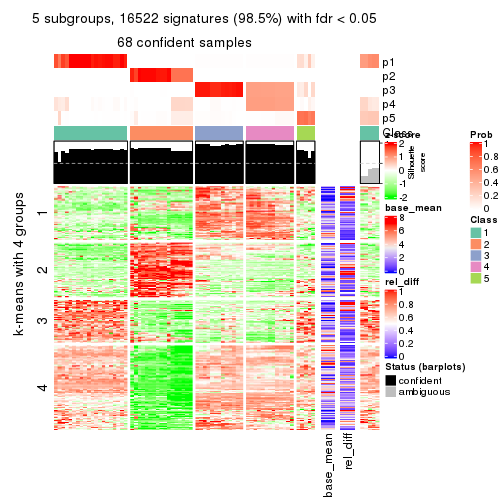 5 subgroups, 16522 signatures (98.5%) with fdr < 0.05
68 confident samples
p1
p2
p3
p4
p5
Class
Silhouette score
k-means with 4 groups
1
2
3
4
base_mean
rel_diff
z-score
2
1
0
-1
-2
base_mean
8
6
4
2
0
rel_diff
1
0.8
0.6
0.4
0.2
0
Status (barplots)
confident
ambiguous
Prob
1
0.8
0.6
0.4
0.2
0
Class
1
2
3
4
5